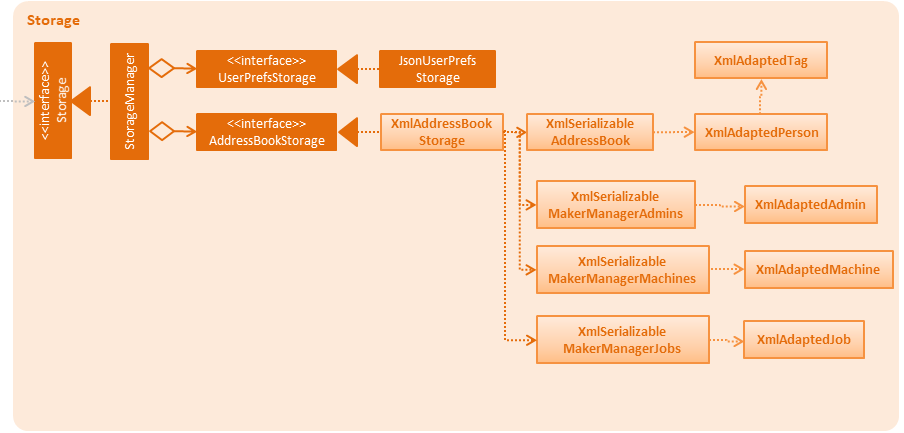 Storage
<<interface>>
Storage
StorageManager
<<interface>>
UserPrefsStorage
JsonUserPrefs
Storage
<<interface>>
AddressBookStorage
XmlAddressBook
Storage
XmlSerializable
AddressBook
XmlAdaptedTag
XmlAdaptedPerson
XmlSerializable
MakerManagerAdmins
XmlAdaptedAdmin
XmlSerializable
MakerManagerMachines
XmlAdaptedMachine
XmlSerializable
MakerManagerJobs
XmlAdaptedJob